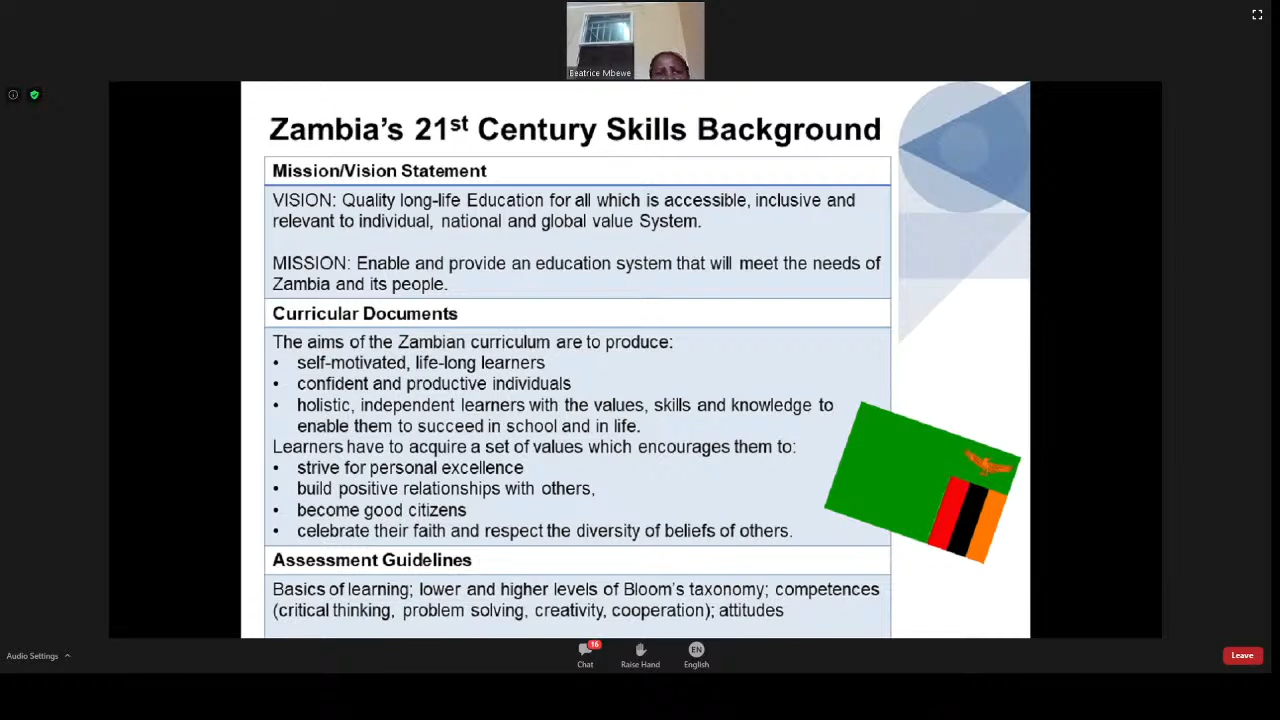 Beatrice Mbewe
Zambia's 21st Century Skills Background
Mission/Vision Statement
VISION: Quality long-life Education for all which is accessible, inclusive and
relevant to individual, national and global value System.
MISSION: Enable and provide an education system that will meet the needs of
Zambia and its people.
Curricular Documents
The aims of the Zambian curriculum are to produce:
• self-motivated, life-long learners
• confident and productive individuals
• holistic, independent learners with the values, skills and knowledge to
enable them to succeed in school and in life.
Learners have to acquire a set of values which encourages them to:
• strive for personal excellence
• build positive relationships with others,
• become good citizens
• celebrate their faith and respect the diversity of beliefs of others.
Assessment Guidelines
Basics of learning; lower and higher levels of Bloom's taxonomy; competences
(critical thinking, problem solving, creativity, cooperation); attitudes
Audio Settings
16
Chat
Raise Hand
EN
English
Leave